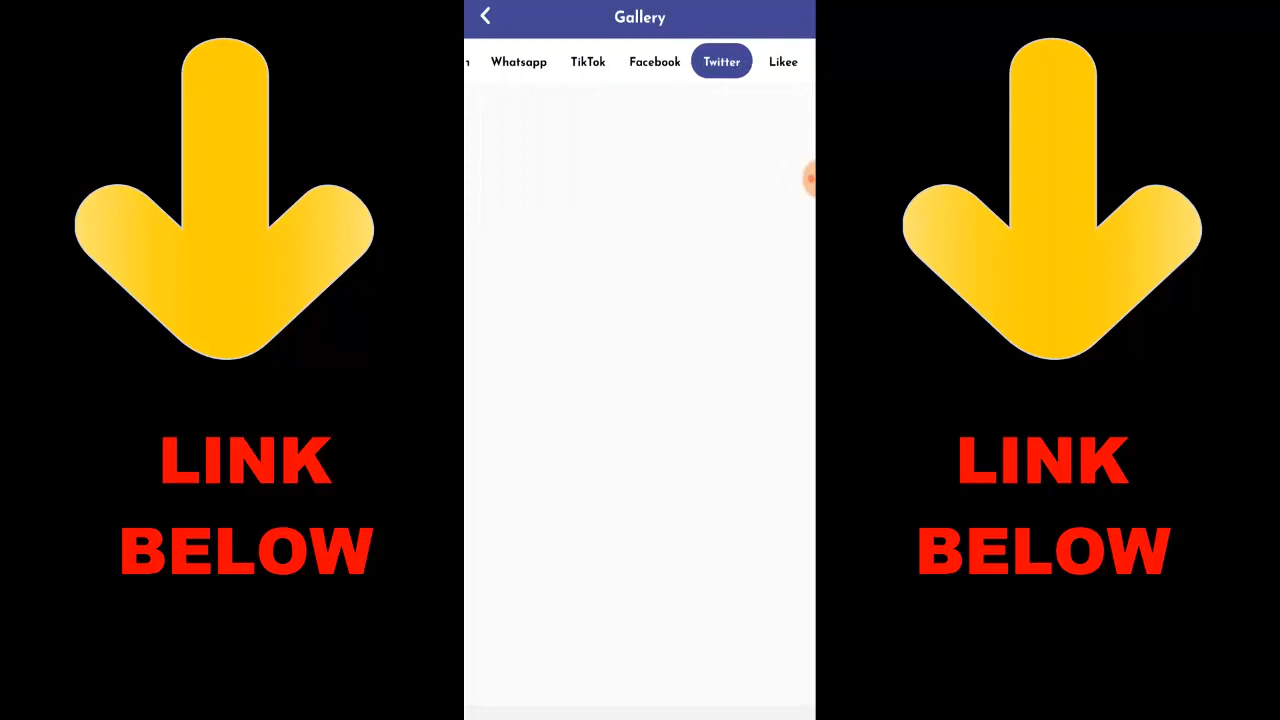 Gallery
Whatsapp TikTok Facebook Twitter Likee
LINK
BELOW
LINK
BELOW